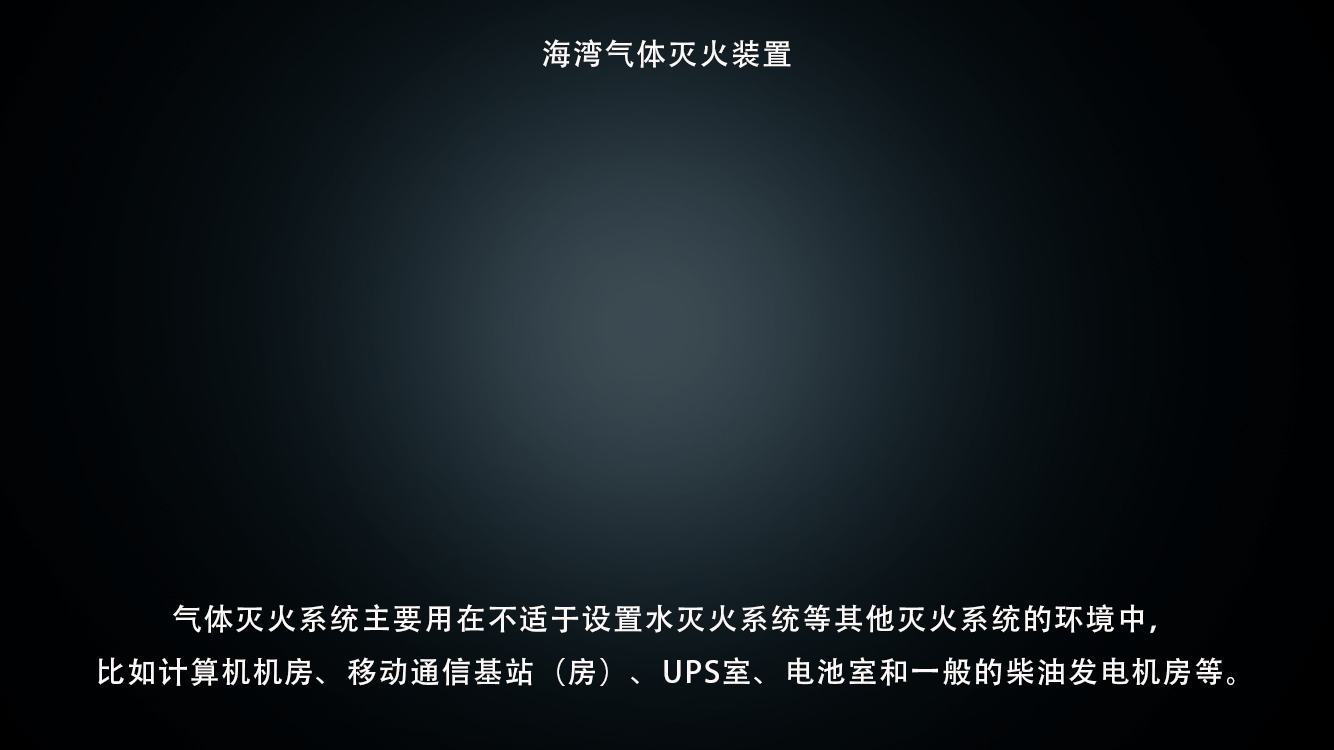 海湾气体灭火装置
气体灭火系统主要用在不适于设置水灭火系统等其他灭火系统的环境中,
比如计算机机房、移动通信基站（房）、UPS室、电池室和一般的柴油发电机房等。